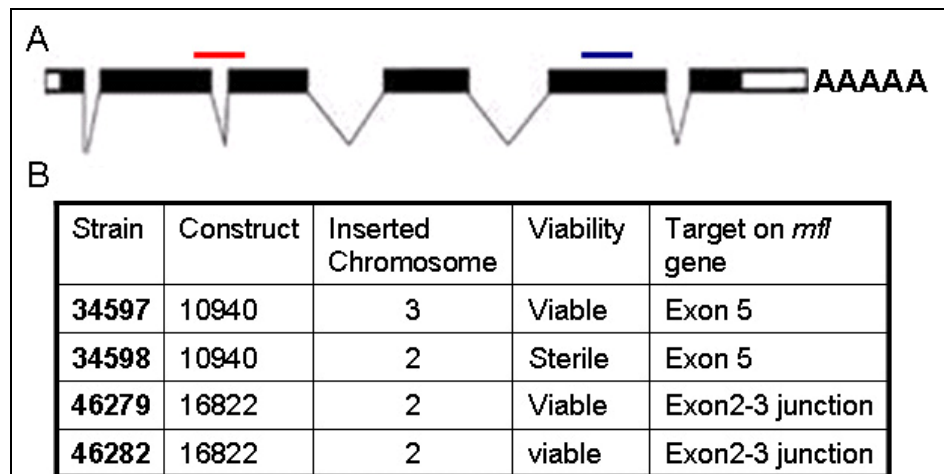 A
AAAAA
B
Strain Construct Inserted Chromosome Viability Target on mfl gene
34597 10940 3 Viable Exon 5
34598 10940 2 Sterile Exon 5
46279 16822 2 Viable Exon2-3 junction
46282 16822 2 viable Exon2-3 junction